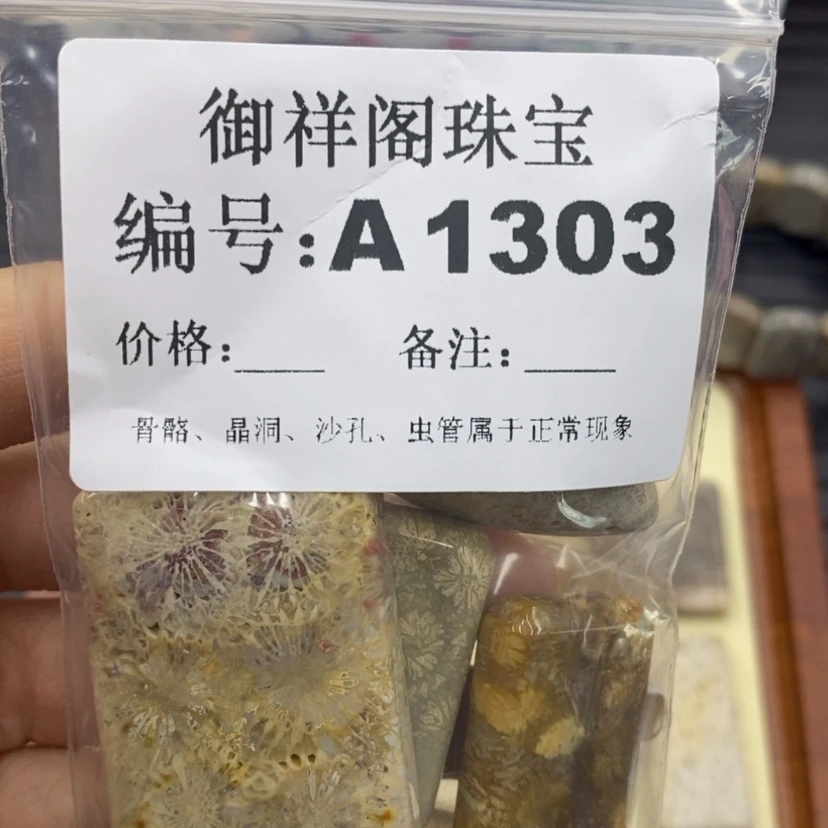 御祥阁珠宝
编号:A1303
价格:____ 备注:____
骨骼、晶洞、沙孔、虫管属于正常现象